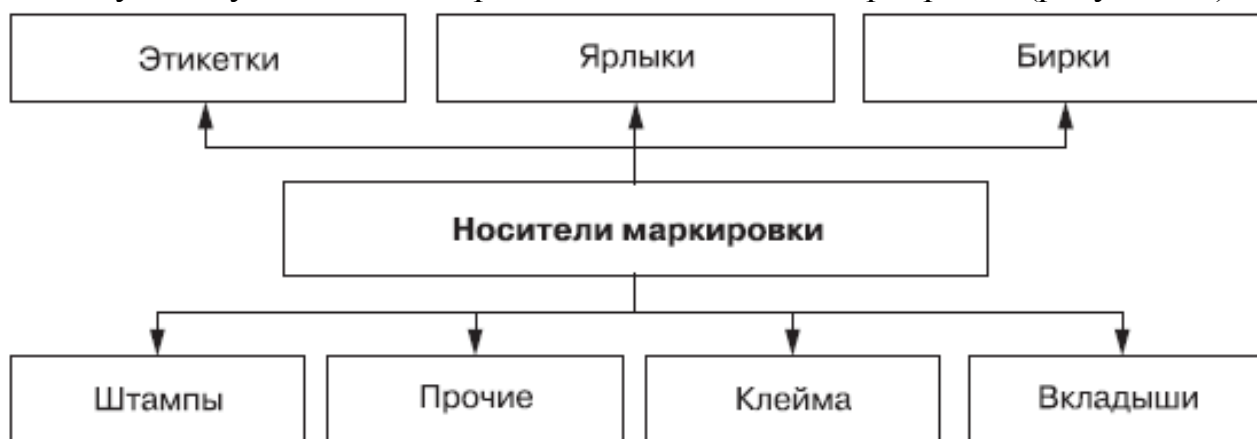 Этикетки
Ярлыки
Бирки
Носители маркировки
Штампы
Прочие
Клейма
Вкладыши